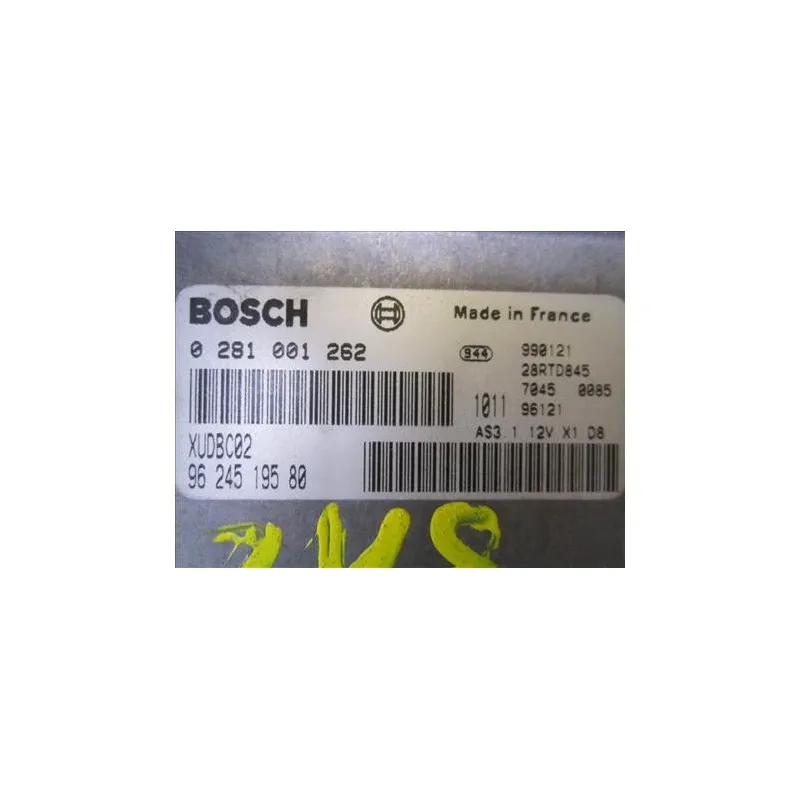 BOSCH Made in France
0 281 001 262 944 990121
28RTD845
7045 0085
1011 96121
AS3.1 12V X1 D8
XUDBC02
96 245 195 80